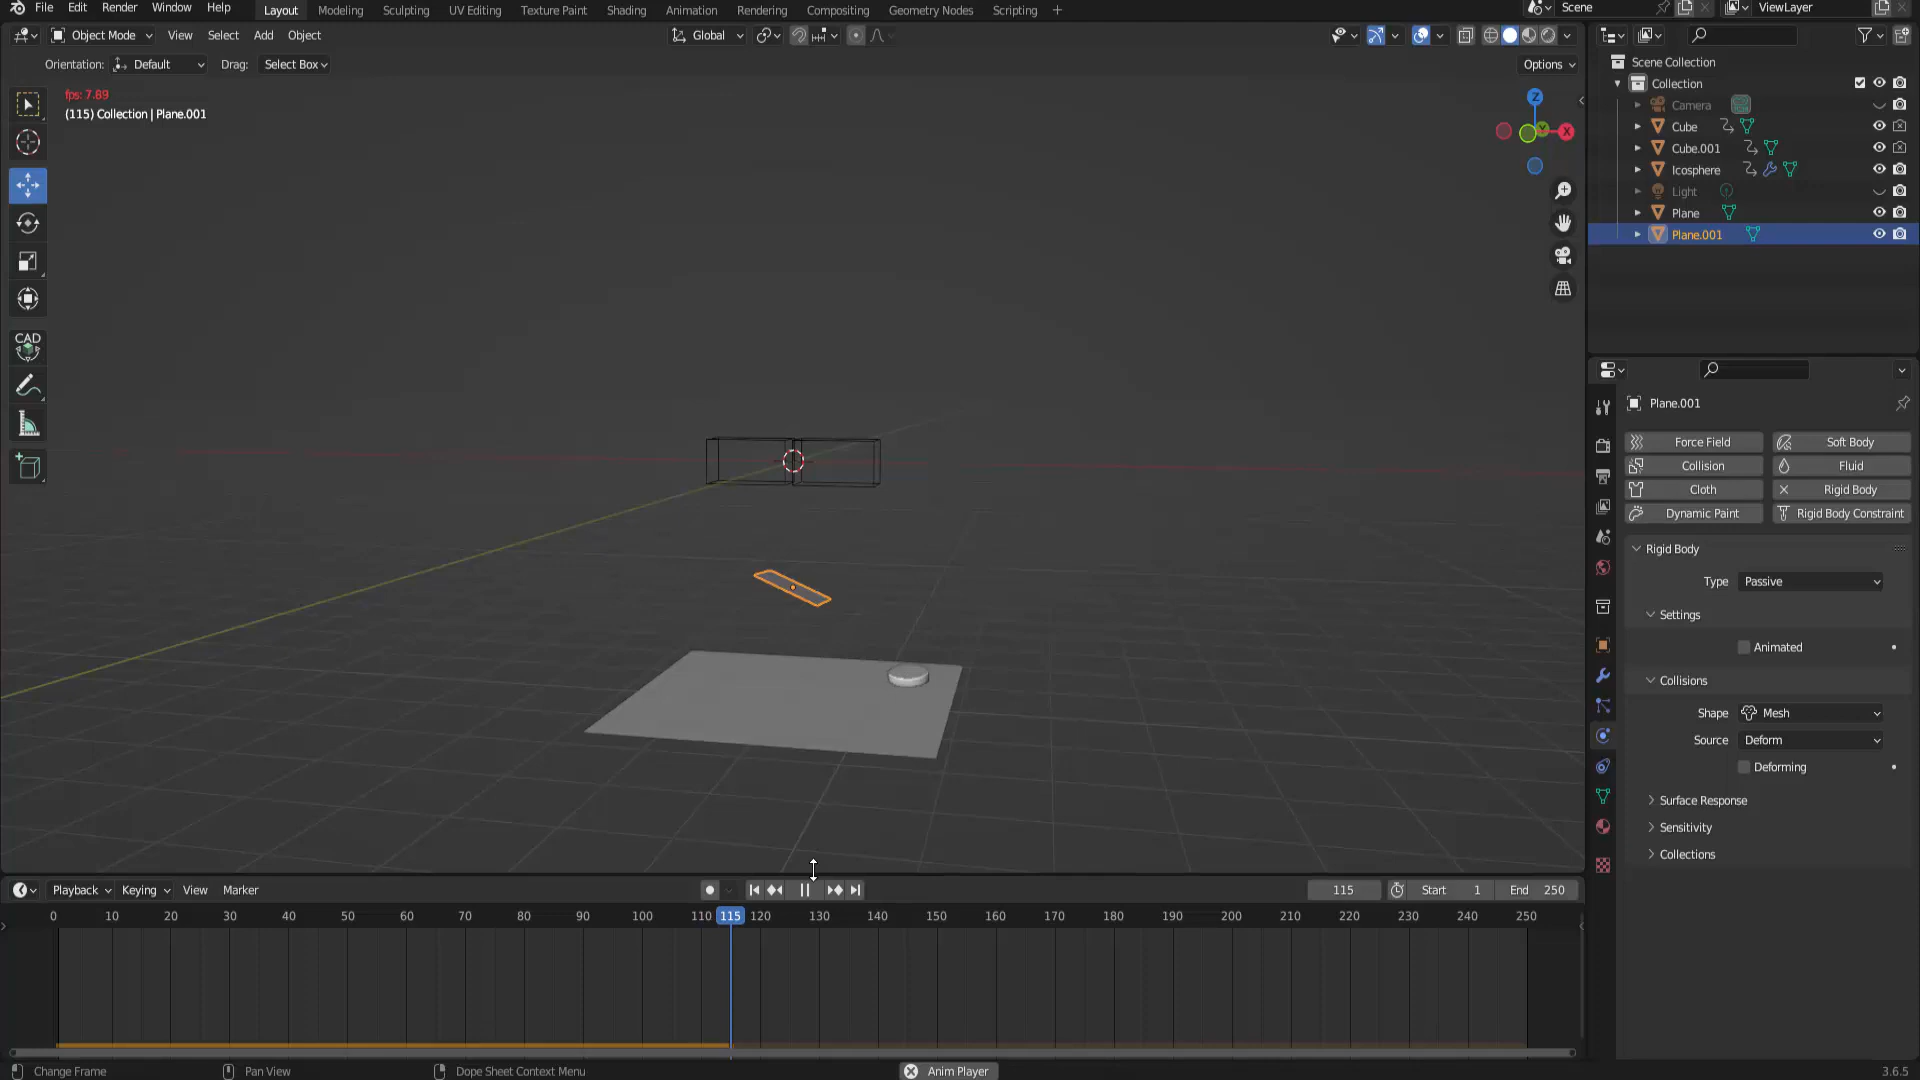 File Edit Render Window Help Layout Modeling Sculpting UV Editing Texture Paint Shading Animation Rendering Compositing Geometry Nodes Scripting + Scene ViewLayer
Object Mode View Select Add Object Global
Orientation: Default Drag: Select Box Options
fps: 7.89
(115) Collection | Plane.001
Z
X
CAD
Scene Collection
Collection
Camera
Cube
Cube.001
Icosphere
Light
Plane
Plane.001
Plane.001
Force Field Soft Body
Collision Fluid
Cloth Rigid Body
Dynamic Paint Rigid Body Constraint
Rigid Body
Type Passive
Settings
Animated
Collisions
Shape Mesh
Source Deform
Deforming
Surface Response
Sensitivity
Collections
Playback Keying View Marker 115 Start 1 End 250
0 10 20 30 40 50 60 70 80 90 100 110 115 120 130 140 150 160 170 180 190 200 210 220 230 240 250
Change Frame Pan View Dope Sheet Context Menu Anim Player 3.6.5